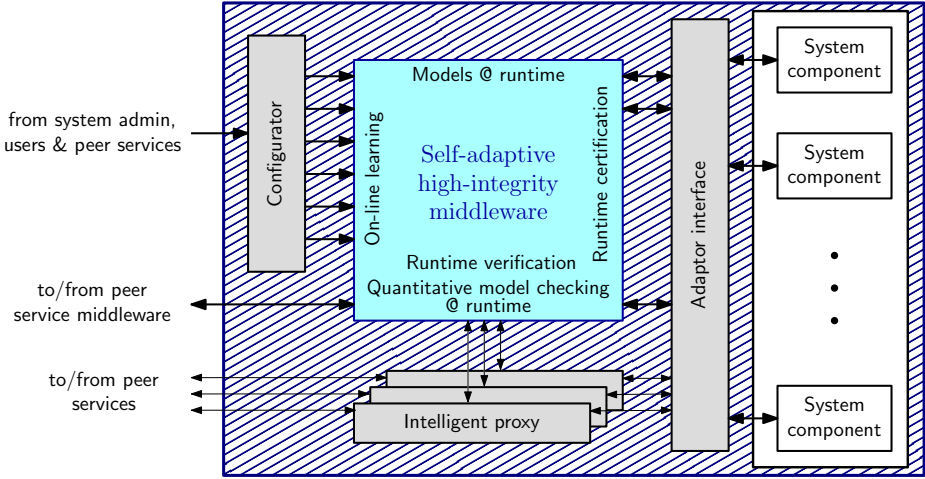 from system admin,
users & peer services
to/from peer
service middleware
to/from peer
services
Configurator
Models @ runtime
On-line learning
Self-adaptive
high-integrity
middleware
Runtime certification
Runtime verification
Quantitative model checking
@ runtime
Intelligent proxy
Adaptor interface
System
component
System
component
System
component